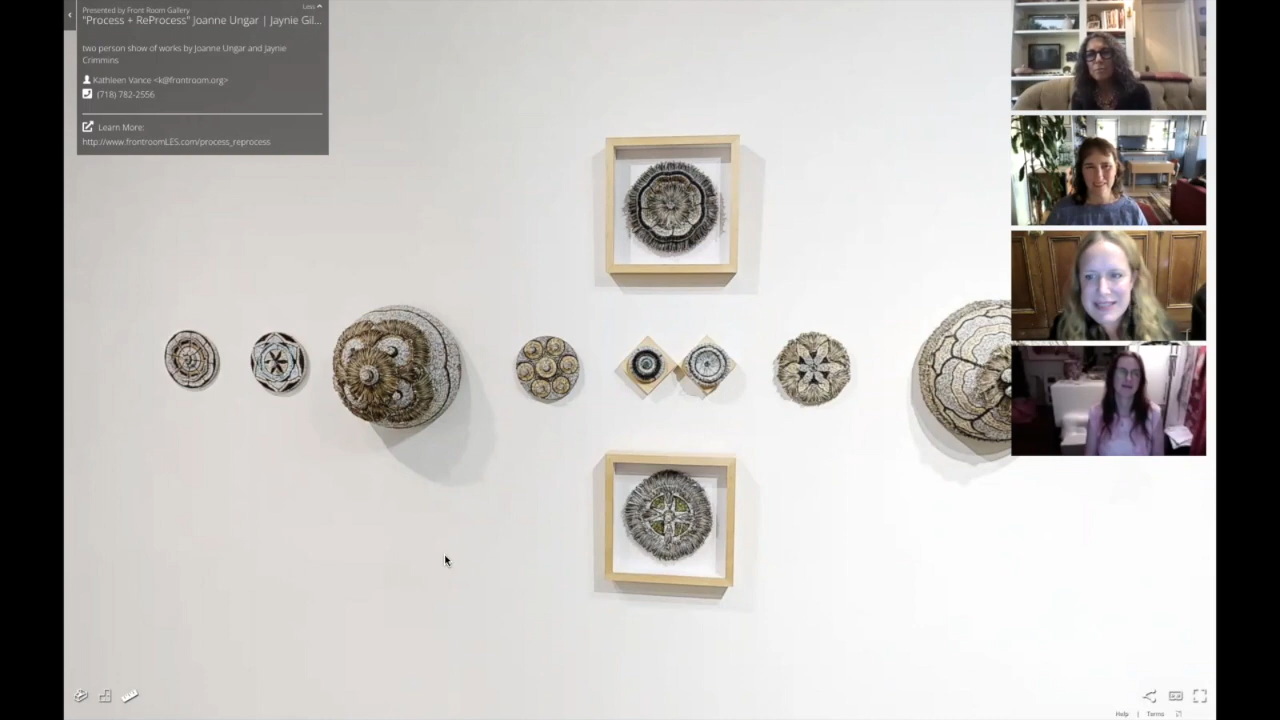 Presented by Front Room Gallery
Less
"Process + ReProcess" Joanne Ungar | Jaynie Gil...
two person show of works by Joanne Ungar and Jaynie
Crimmins
Kathleen Vance <k@frontroom.org>
(718) 782-2556
Learn More:
http://www.frontroomLES.com/process_reprocess
Help | Terms